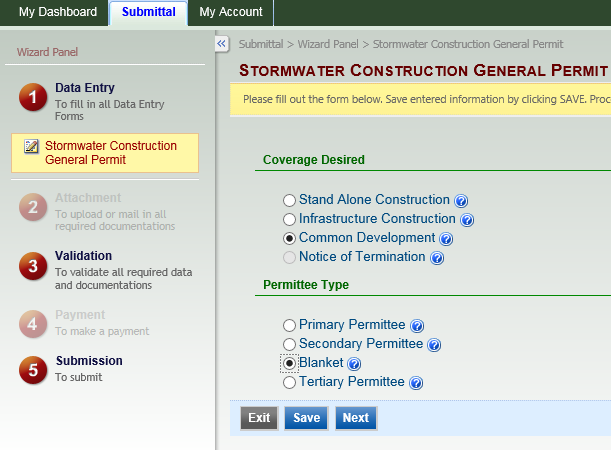 My Dashboard
Submittal
My Account
Wizard Panel
1
Data Entry
To fill in all Data Entry
Forms
Stormwater Construction
General Permit
2
Attachment
To upload or mail in all
required documentations
3
Validation
To validate all required data
and documentations
4
Payment
To make a payment
5
Submission
To submit
«
Submittal > Wizard Panel > Stormwater Construction General Permit
STORMWATER CONSTRUCTION GENERAL PERMIT
Please fill out the form below. Save entered information by clicking SAVE. Proc
Coverage Desired
Stand Alone Construction ?
Infrastructure Construction ?
Common Development ?
Notice of Termination ?
Permittee Type
Primary Permittee ?
Secondary Permittee ?
Blanket ?
Tertiary Permittee ?
Exit
Save
Next